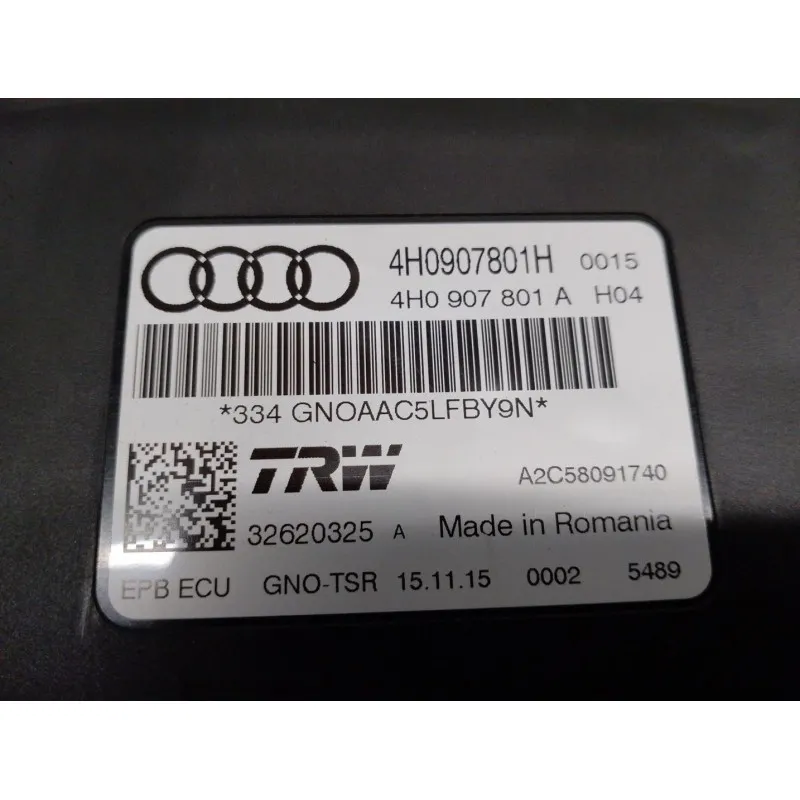 4H0907801H 0015
4H0 907 801 A H04
*334 GNOAAC5LFBY9N*
TRW
A2C58091740
32620325 A Made in Romania
EPB ECU GNO-TSR 15.11.15 0002 5489